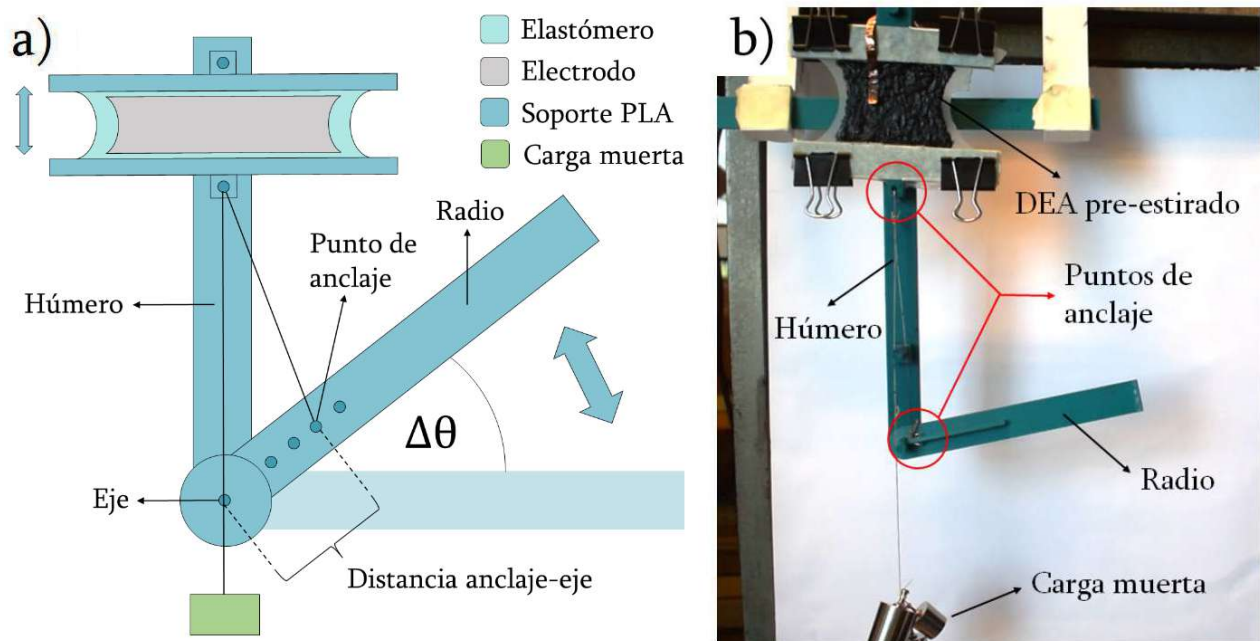 a)
Elastómero
Electrodo
Soporte PLA
Carga muerta
Radio
Punto de
anclaje
Húmero
Δθ
Eje
Distancia anclaje-eje
b)
DEA pre-estirado
Puntos de
anclaje
Húmero
Radio
Carga muerta